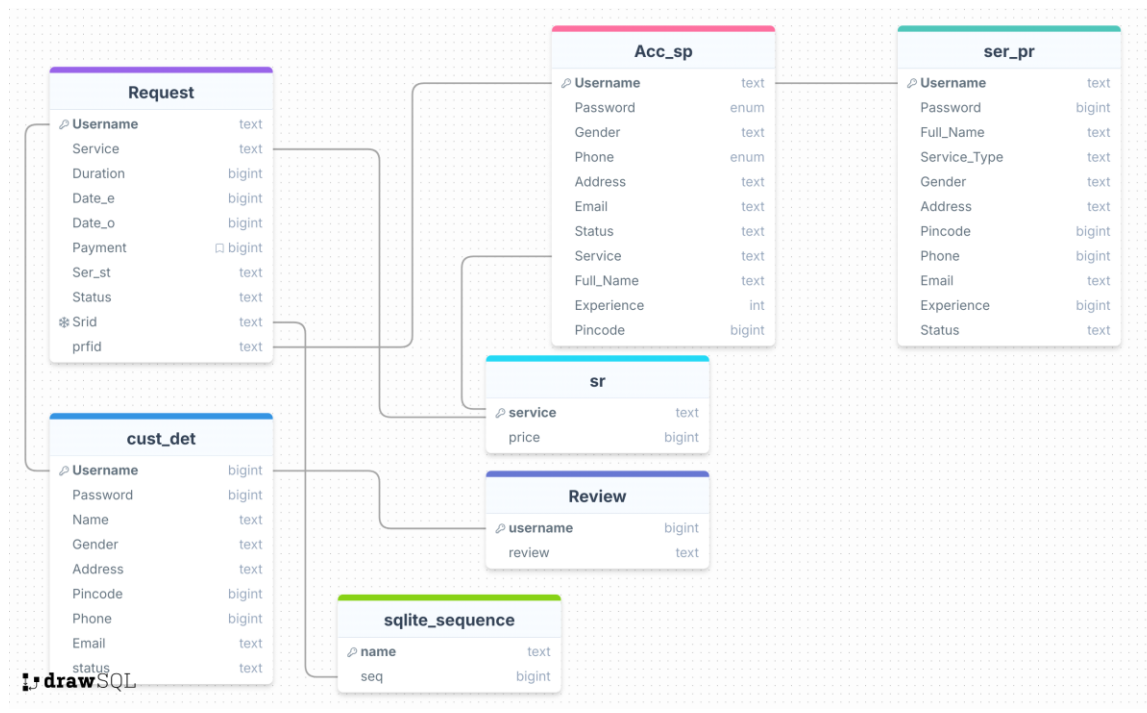 Request
Username text
Service text
Duration bigint
Date_e bigint
Date_o bigint
Payment bigint
Ser_st text
Status text
Srid text
prfid text
Acc_sp
Username text
Password enum
Gender text
Phone enum
Address text
Email text
Status text
Service text
Full_Name text
Experience int
Pincode bigint
ser_pr
Username text
Password bigint
Full_Name text
Service_Type text
Gender text
Address text
Pincode bigint
Phone bigint
Email text
Experience bigint
Status text
sr
service text
price bigint
cust_det
Username bigint
Password bigint
Name text
Gender text
Address text
Pincode bigint
Phone bigint
Email text
status text
Review
username bigint
review text
sqlite_sequence
name text
seq bigint
drawSQL